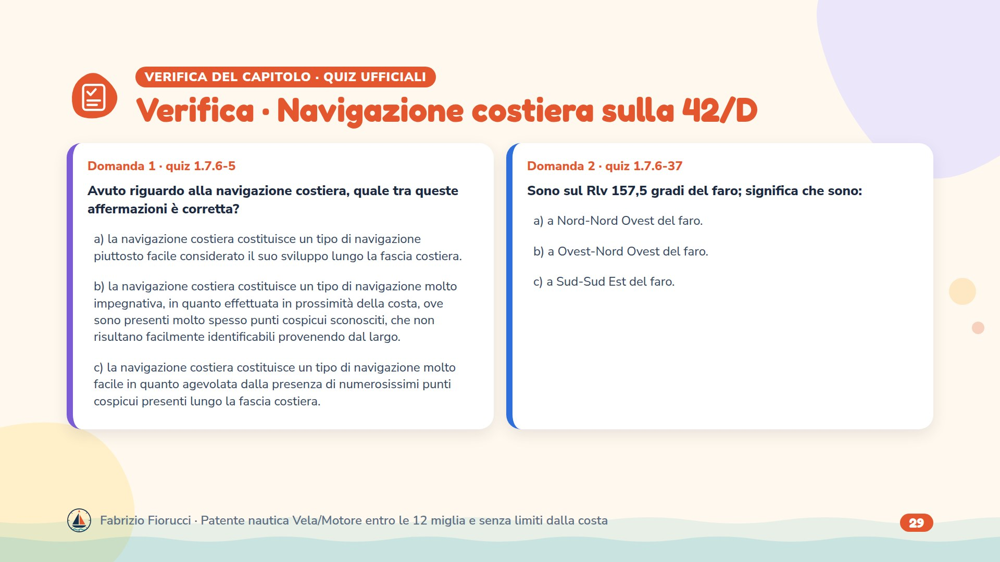 VERIFICA DEL CAPITOLO · QUIZ UFFICIALI
Verifica · Navigazione costiera sulla 42/D
Domanda 1 · quiz 1.7.6-5
Avuto riguardo alla navigazione costiera, quale tra queste
affermazioni è corretta?
a) la navigazione costiera costituisce un tipo di navigazione
piuttosto facile considerato il suo sviluppo lungo la fascia costiera.
b) la navigazione costiera costituisce un tipo di navigazione molto
impegnativa, in quanto effettuata in prossimità della costa, ove
sono presenti molto spesso punti cospicui sconosciti, che non
risultano facilmente identificabili provenendo dal largo.
c) la navigazione costiera costituisce un tipo di navigazione molto
facile in quanto agevolata dalla presenza di numerosissimi punti
cospicui presenti lungo la fascia costiera.
Domanda 2 · quiz 1.7.6-37
Sono sul Rlv 157,5 gradi del faro; significa che sono:
a) a Nord-Nord Ovest del faro.
b) a Ovest-Nord Ovest del faro.
c) a Sud-Sud Est del faro.
Fabrizio Fiorucci · Patente nautica Vela/Motore entro le 12 miglia e senza limiti dalla costa
29